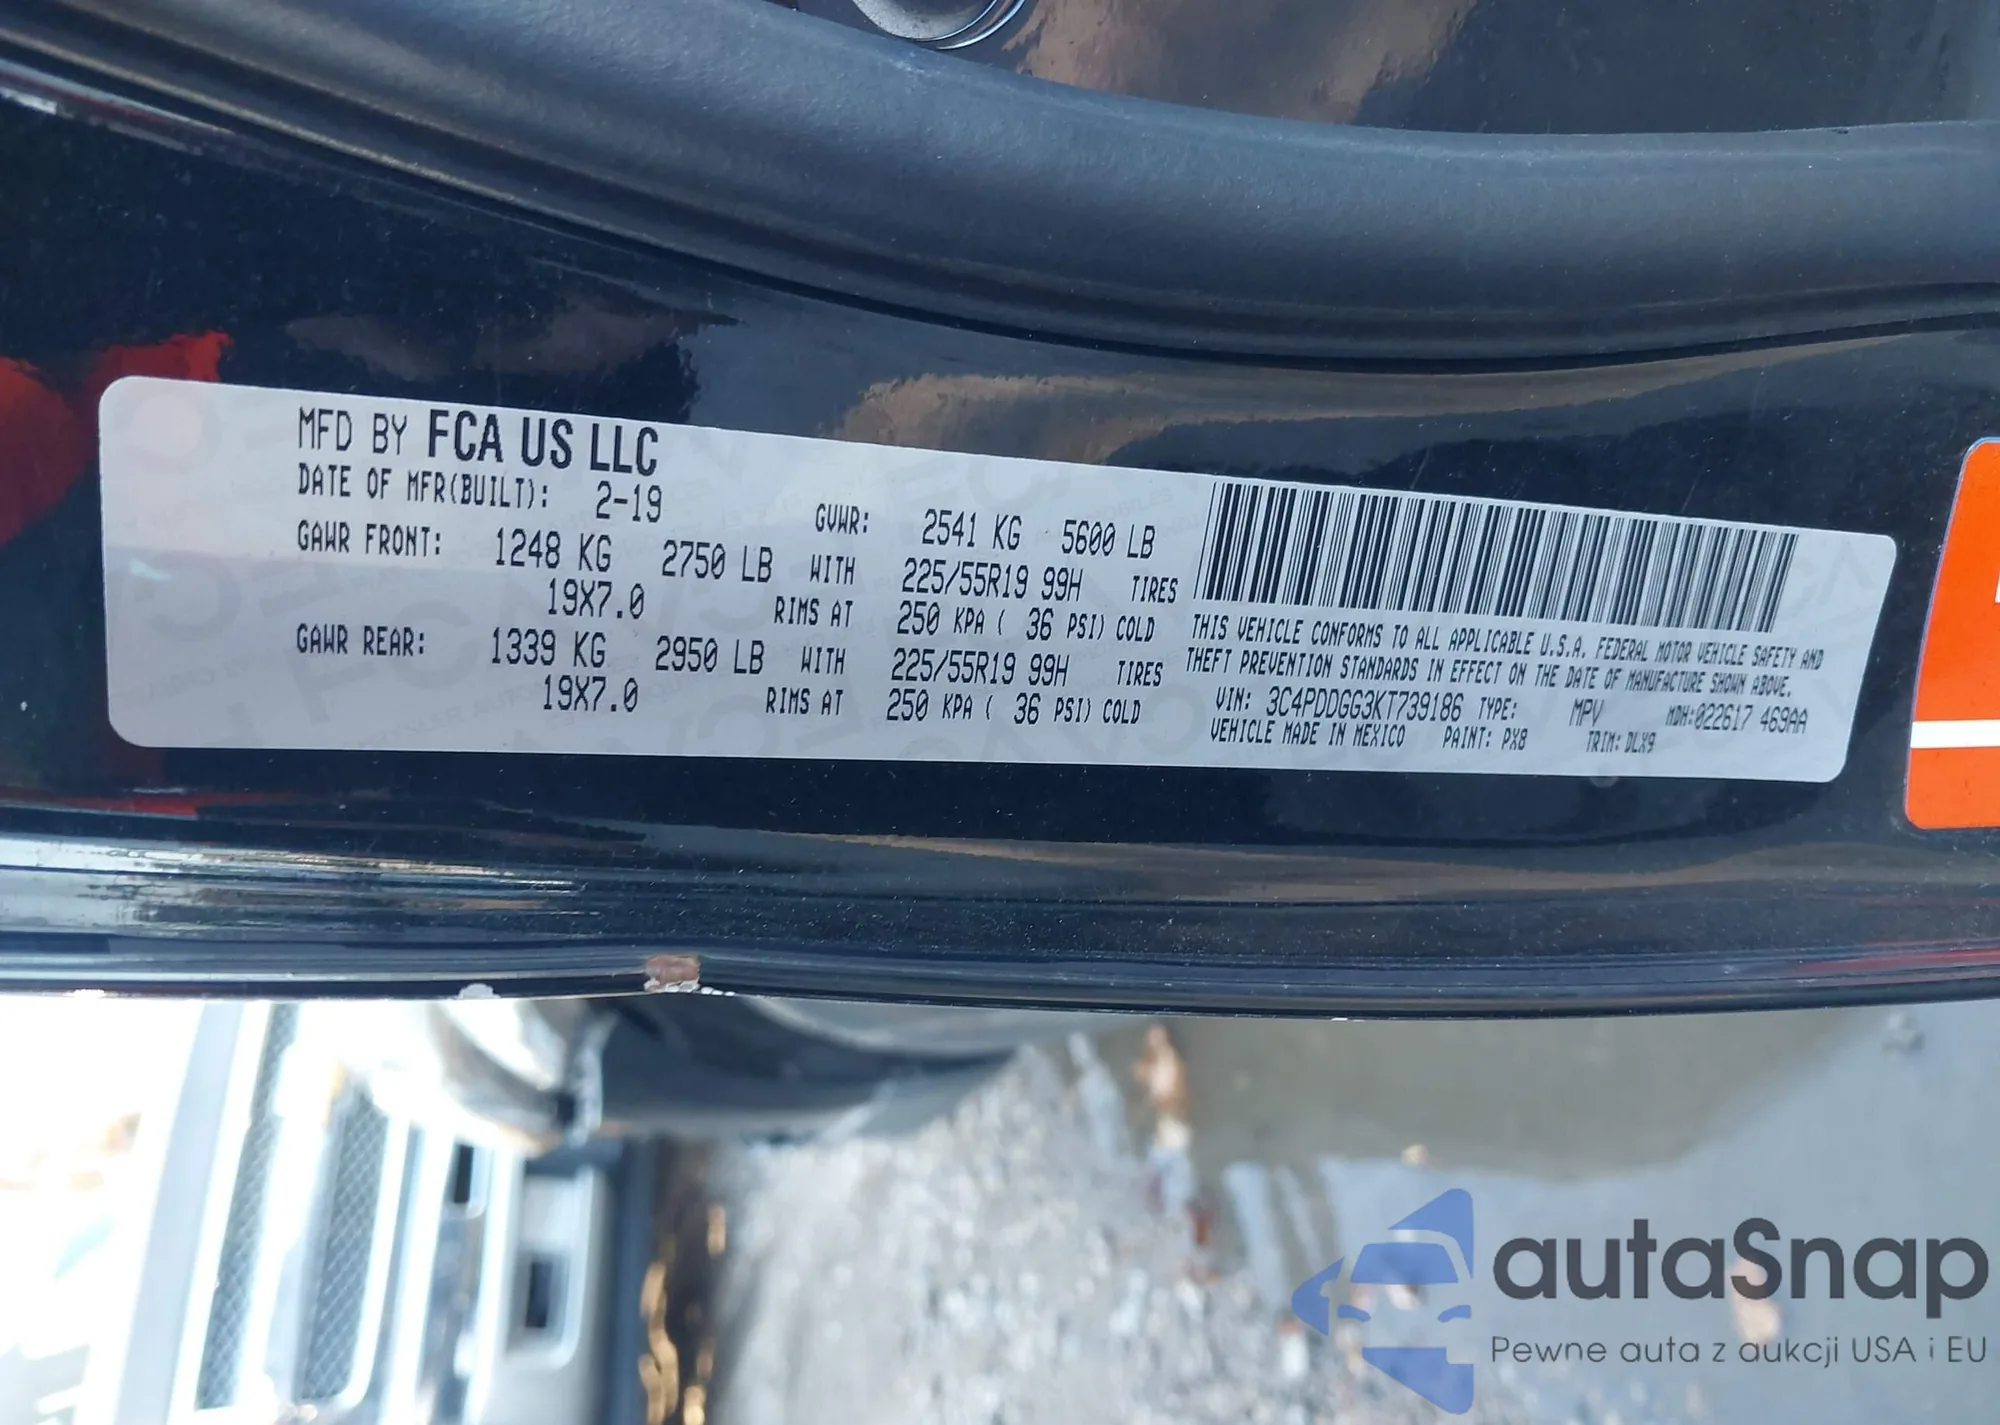 MFD BY FCA US LLC
DATE OF MFR(BUILT): 2-19 GVWR: 2541 KG 5600 LB
GAWR FRONT: 1248 KG 2750 LB WITH 225/55R19 99H TIRES
19X7.0 RIMS AT 250 KPA ( 36 PSI) COLD
GAWR REAR: 1339 KG 2950 LB WITH 225/55R19 99H TIRES
19X7.0 RIMS AT 250 KPA ( 36 PSI) COLD
THIS VEHICLE CONFORMS TO ALL APPLICABLE U.S.A. FEDERAL MOTOR VEHICLE SAFETY AND
THEFT PREVENTION STANDARDS IN EFFECT ON THE DATE OF MANUFACTURE SHOWN ABOVE.
VIN: 3C4PDDGG3KT739186 TYPE: MPV MDH:022617 469AA
VEHICLE MADE IN MEXICO PAINT: PX8 TRIM: DLX9
autaSnap
Pewne auta z aukcji USA i EU